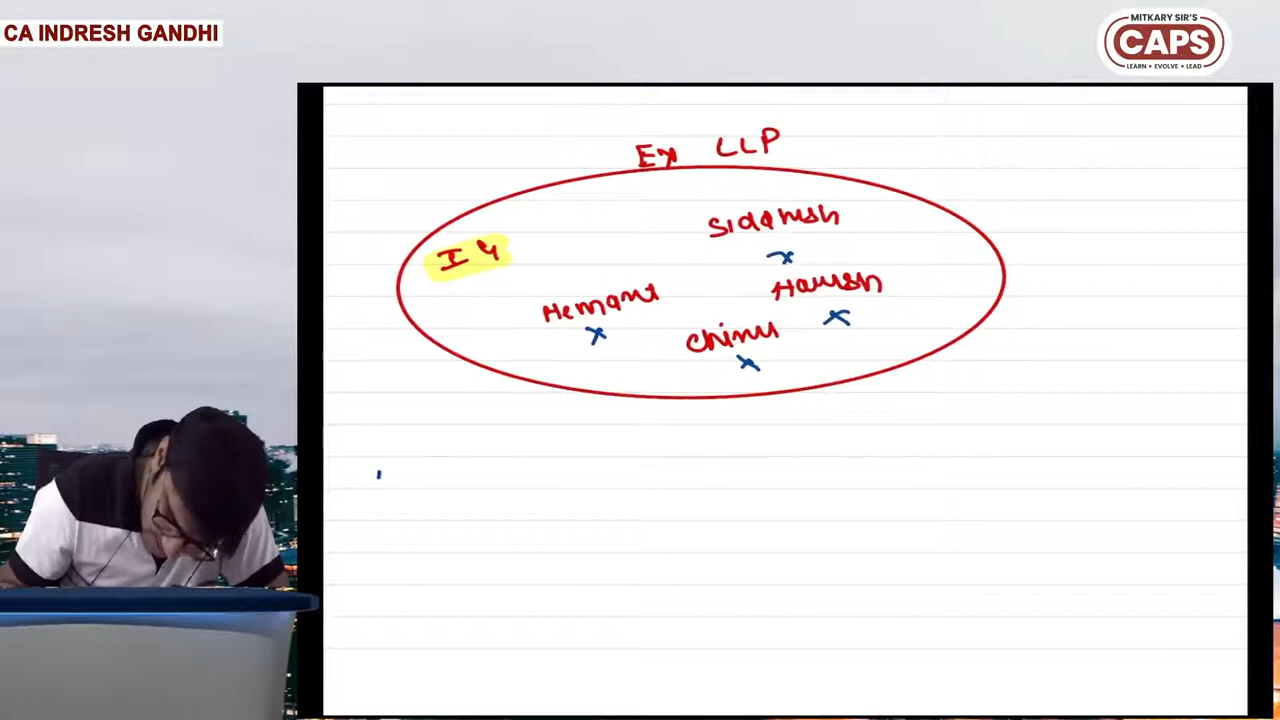 CA INDRESH GANDHI
MITKARY SIR'S
CAPS
LEARN • EVOLVE • LEAD
Ex LLP
Siddhesh
I 4
Hemant
Harish
Chinu